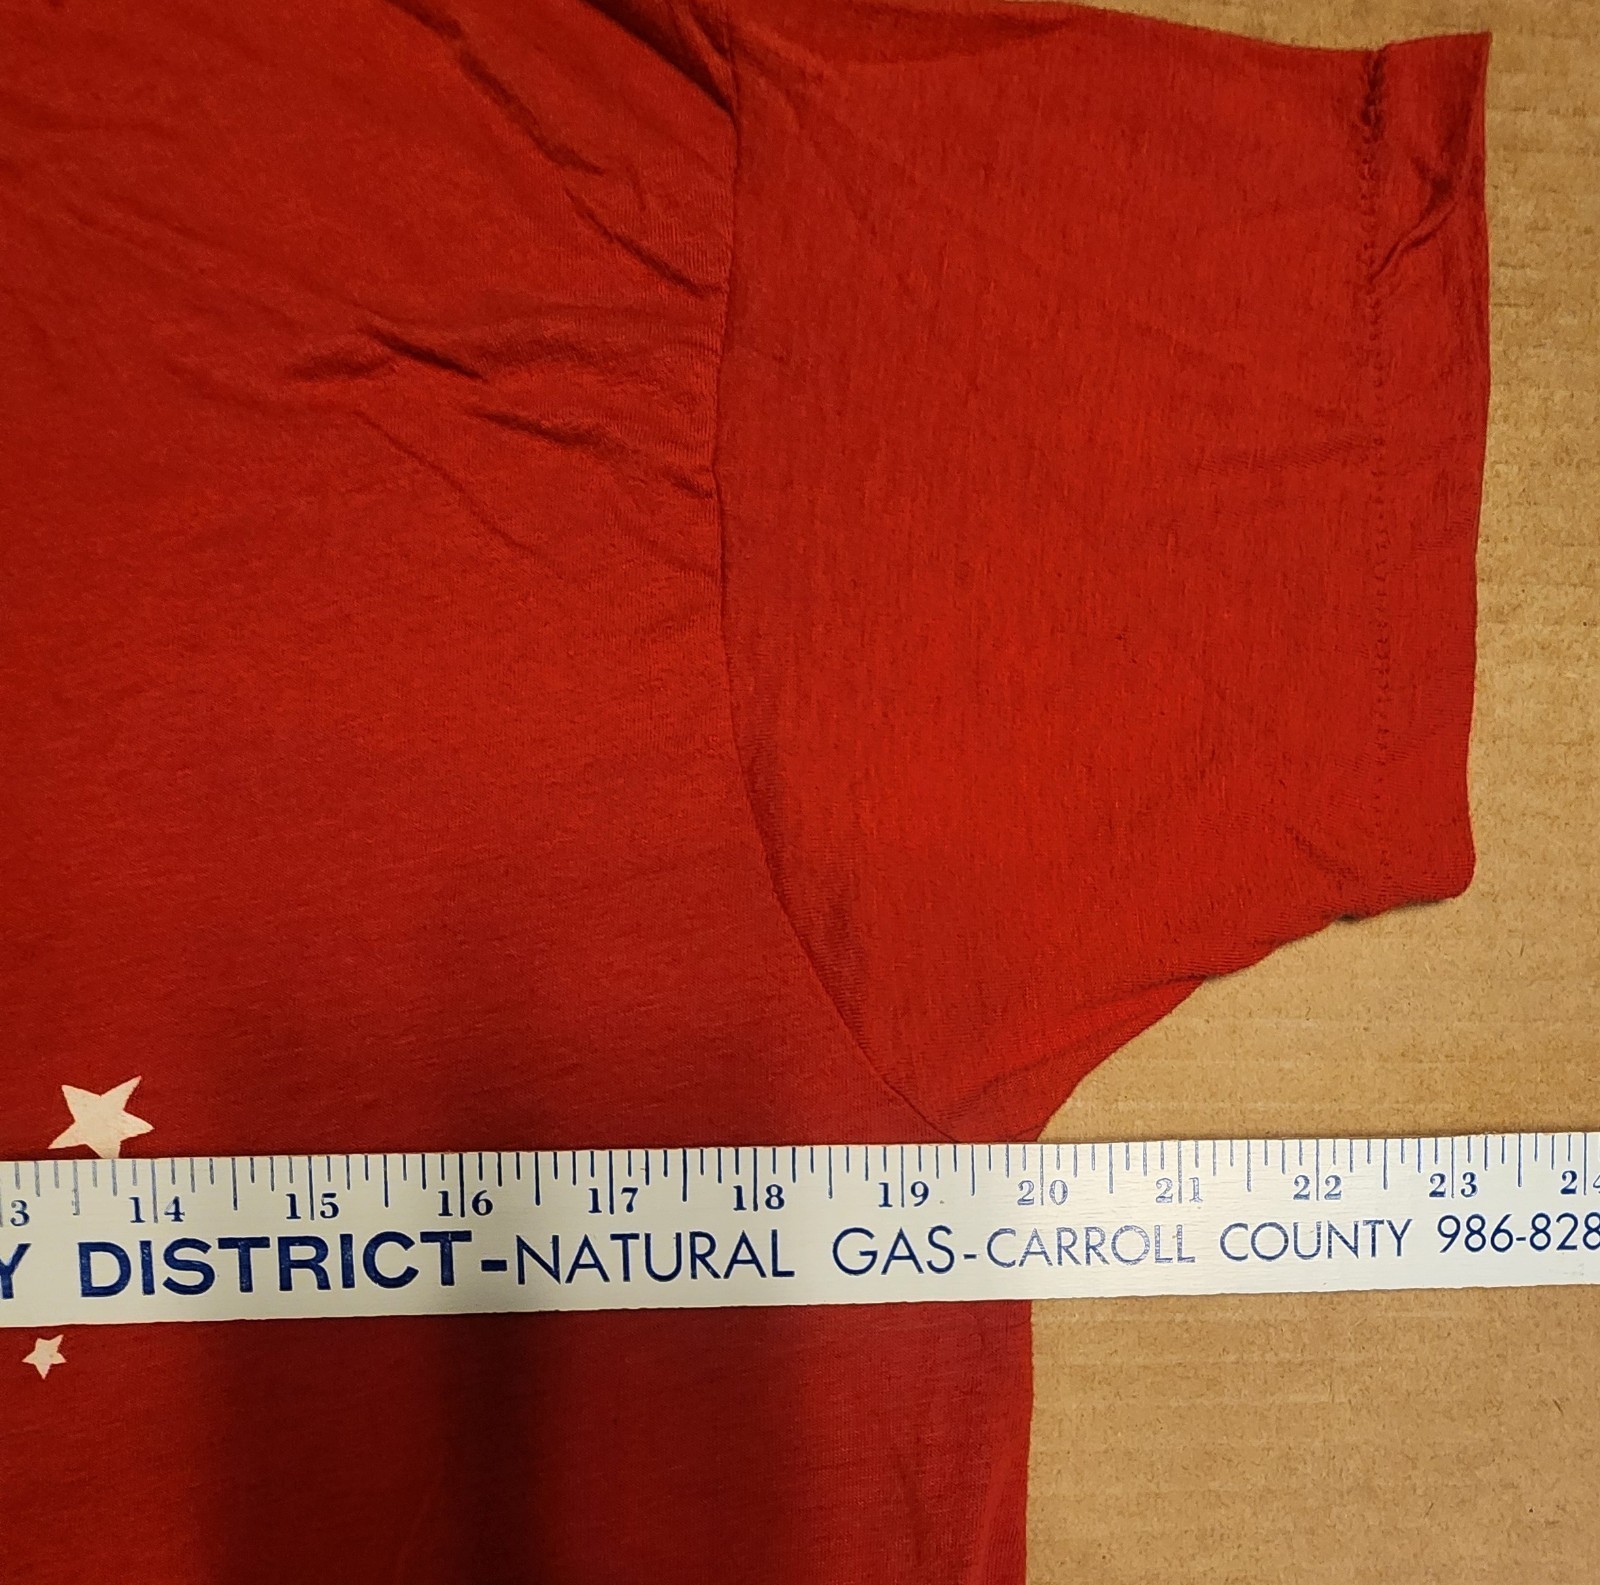 3 14 15 16 17 18 19 20 21 22 23 24
Y DISTRICT-NATURAL GAS-CARROLL COUNTY 986-828